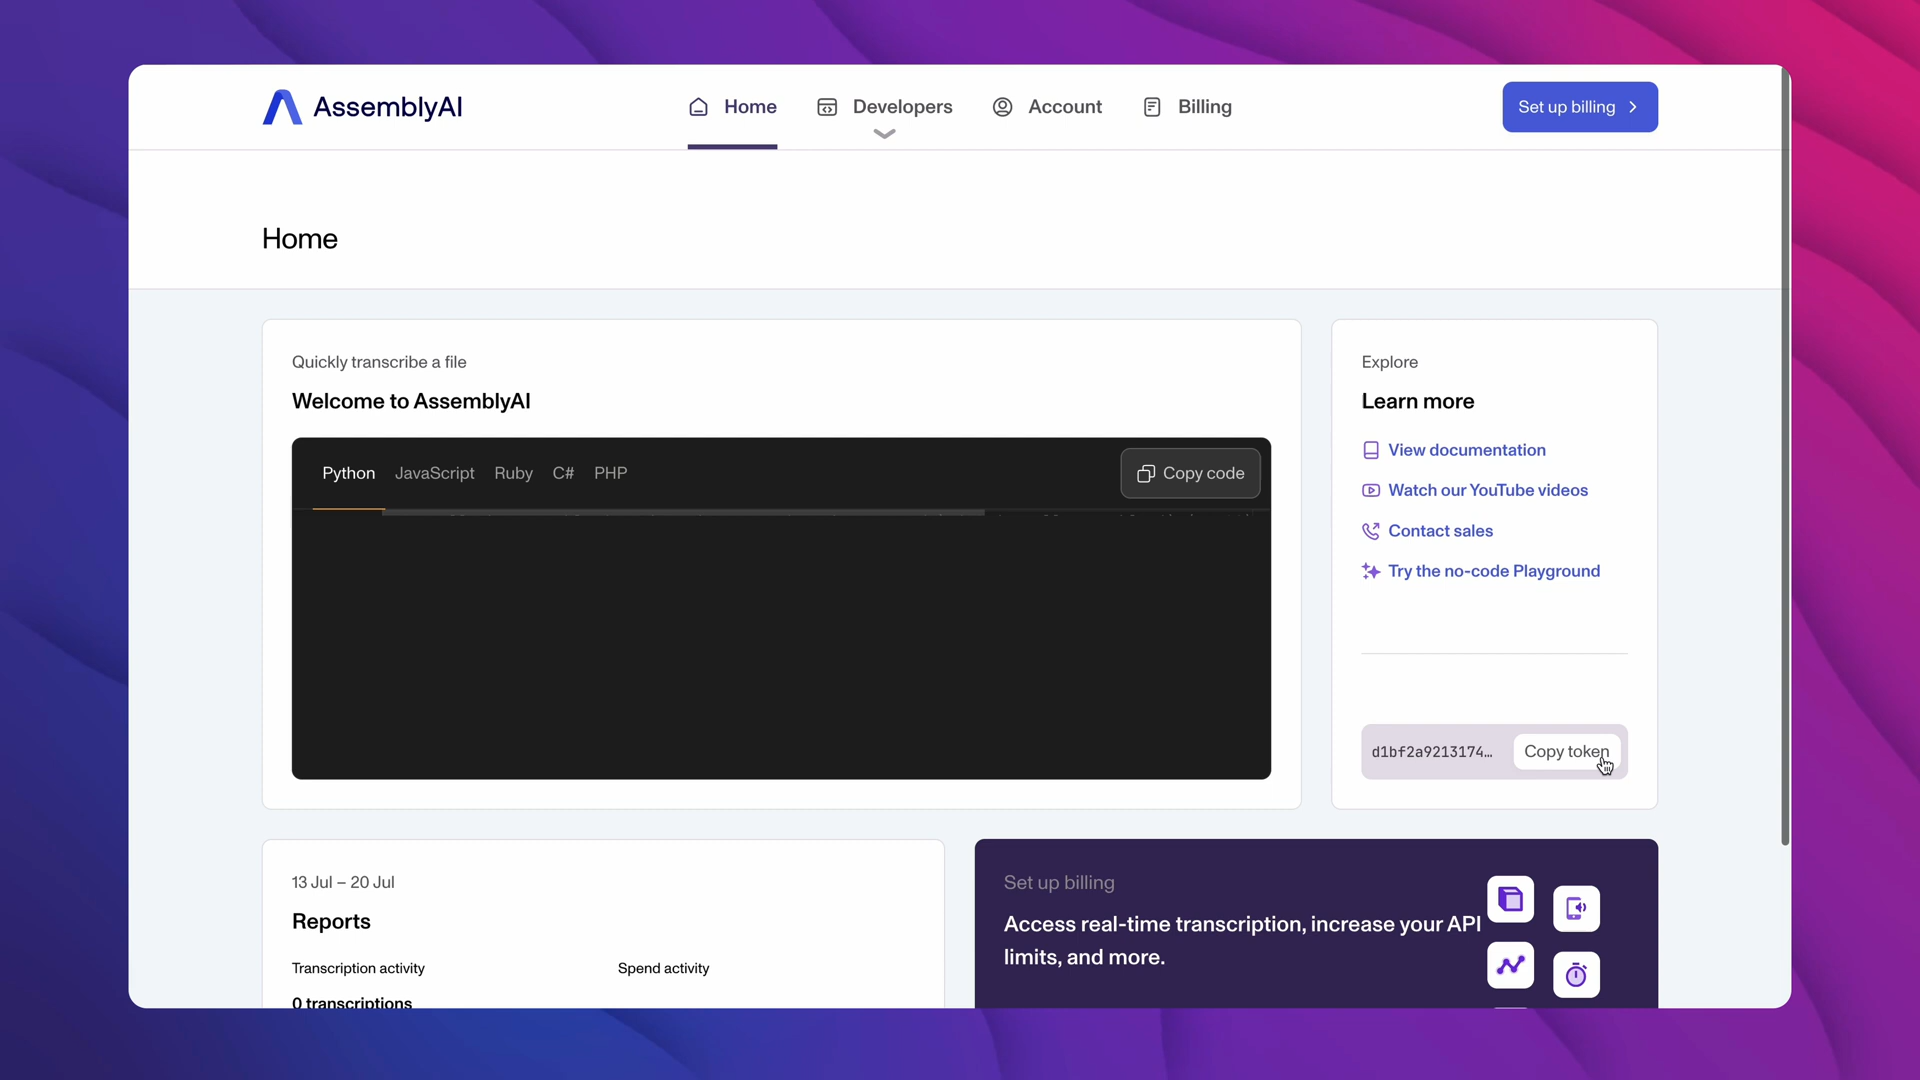 AssemblyAI
Home
Developers
Account
Billing
Set up billing
Home
Quickly transcribe a file
Welcome to AssemblyAI
Python
JavaScript
Ruby
C#
PHP
Copy code
Explore
Learn more
View documentation
Watch our YouTube videos
Contact sales
Try the no-code Playground
d1bf2a9213174…
Copy token
13 Jul – 20 Jul
Reports
Transcription activity
Spend activity
0 transcriptions
Set up billing
Access real-time transcription, increase your API
limits, and more.